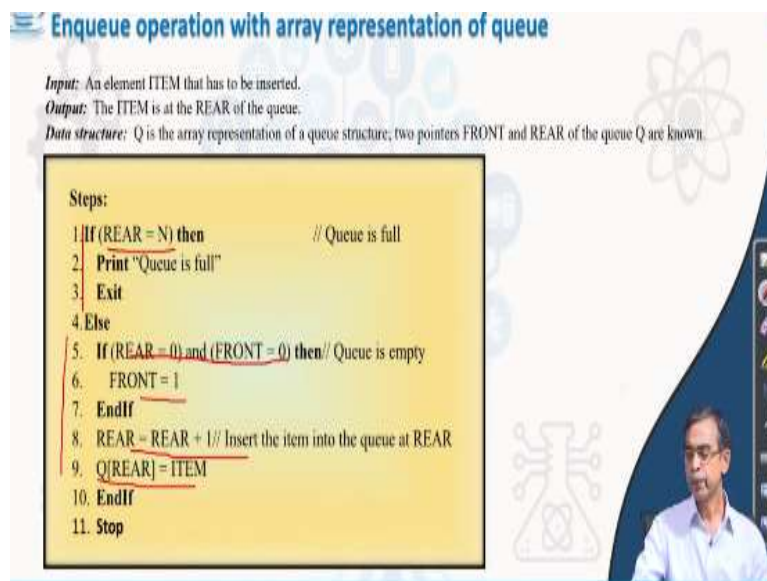 Enqueue operation with array representation of queue
Input: An element ITEM that has to be inserted.
Output: The ITEM is at the REAR of the queue.
Data structure: Q is the array representation of a queue structure; two pointers FRONT and REAR of the queue Q are known.
Steps:
1. If (REAR = N) then // Queue is full
2. Print "Queue is full"
3. Exit
4. Else
5. If (REAR = 0) and (FRONT = 0) then// Queue is empty
6. FRONT = 1
7. EndIf
8. REAR = REAR + 1// Insert the item into the queue at REAR
9. Q[REAR] = ITEM
10. EndIf
11. Stop